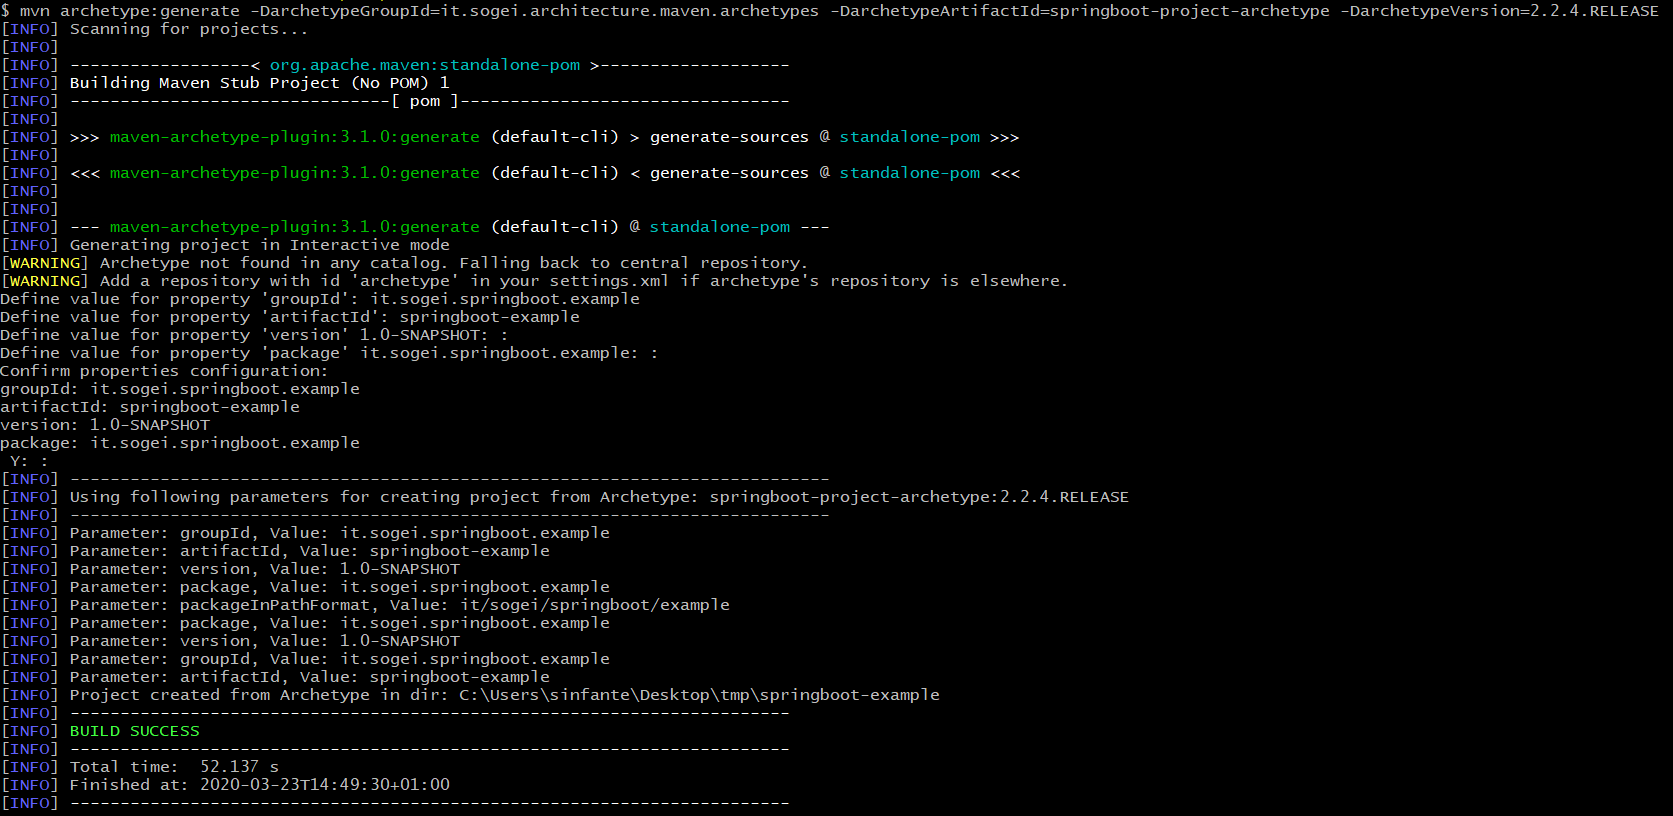 $ mvn archetype:generate -DarchetypeGroupId=it.sogei.architecture.maven.archetypes -DarchetypeArtifactId=springboot-project-archetype -DarchetypeVersion=2.2.4.RELEASE
[INFO] Scanning for projects...
[INFO]
[INFO] ------------------< org.apache.maven:standalone-pom >-------------------
[INFO] Building Maven Stub Project (No POM) 1
[INFO] --------------------------------[ pom ]---------------------------------
[INFO]
[INFO] >>> maven-archetype-plugin:3.1.0:generate (default-cli) > generate-sources @ standalone-pom >>>
[INFO]
[INFO] <<< maven-archetype-plugin:3.1.0:generate (default-cli) < generate-sources @ standalone-pom <<<
[INFO]
[INFO]
[INFO] --- maven-archetype-plugin:3.1.0:generate (default-cli) @ standalone-pom ---
[INFO] Generating project in Interactive mode
[WARNING] Archetype not found in any catalog. Falling back to central repository.
[WARNING] Add a repository with id 'archetype' in your settings.xml if archetype's repository is elsewhere.
Define value for property 'groupId': it.sogei.springboot.example
Define value for property 'artifactId': springboot-example
Define value for property 'version' 1.0-SNAPSHOT: :
Define value for property 'package' it.sogei.springboot.example: :
Confirm properties configuration:
groupId: it.sogei.springboot.example
artifactId: springboot-example
version: 1.0-SNAPSHOT
package: it.sogei.springboot.example
 Y: :
[INFO] ----------------------------------------------------------------------------
[INFO] Using following parameters for creating project from Archetype: springboot-project-archetype:2.2.4.RELEASE
[INFO] ----------------------------------------------------------------------------
[INFO] Parameter: groupId, Value: it.sogei.springboot.example
[INFO] Parameter: artifactId, Value: springboot-example
[INFO] Parameter: version, Value: 1.0-SNAPSHOT
[INFO] Parameter: package, Value: it.sogei.springboot.example
[INFO] Parameter: packageInPathFormat, Value: it/sogei/springboot/example
[INFO] Parameter: package, Value: it.sogei.springboot.example
[INFO] Parameter: version, Value: 1.0-SNAPSHOT
[INFO] Parameter: groupId, Value: it.sogei.springboot.example
[INFO] Parameter: artifactId, Value: springboot-example
[INFO] Project created from Archetype in dir: C:\Users\sinfante\Desktop\tmp\springboot-example
[INFO] ------------------------------------------------------------------------
[INFO] BUILD SUCCESS
[INFO] ------------------------------------------------------------------------
[INFO] Total time:  52.137 s
[INFO] Finished at: 2020-03-23T14:49:30+01:00
[INFO] ------------------------------------------------------------------------